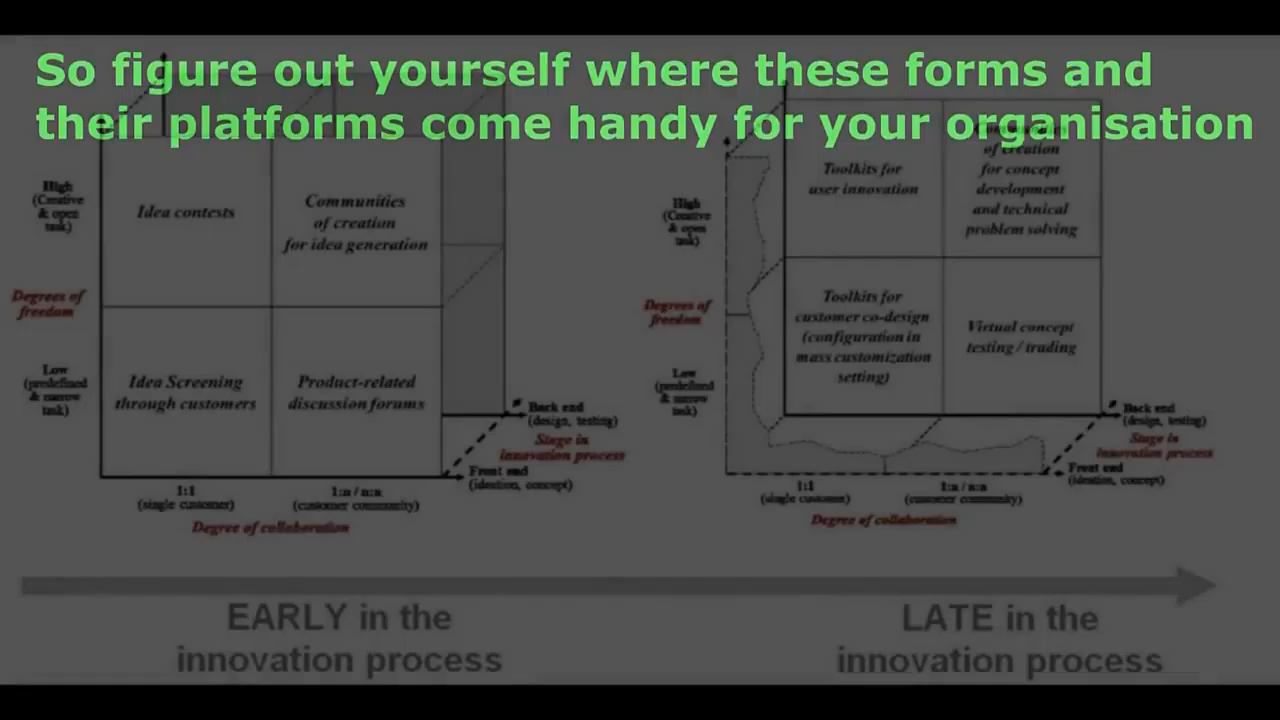 So figure out yourself where these forms and
their platforms come handy for your organisation
High
(Creative
& open
task)
Idea contests
Communities
of creation
for idea generation
Degrees of
freedom
Low
(predefined
& narrow
task)
Idea Screening
through customers
Product-related
discussion forums
Back end
(design, testing)
Stage in
innovation process
Front end
(ideation, concept)
1:1
(single customer)
1:n / n:n
(customer community)
Degree of collaboration
High
(Creative
& open
task)
Toolkits for
user innovation
Communities
of creation
for concept
development
and technical
problem solving
Degrees of
freedom
Low
(predefined
& narrow
task)
Toolkits for
customer co-design
(configuration in
mass customization
setting)
Virtual concept
testing / trading
Back end
(design, testing)
Stage in
innovation process
Front end
(ideation, concept)
1:1
(single customer)
1:n / n:n
(customer community)
Degree of collaboration
EARLY in the
innovation process
LATE in the
innovation process